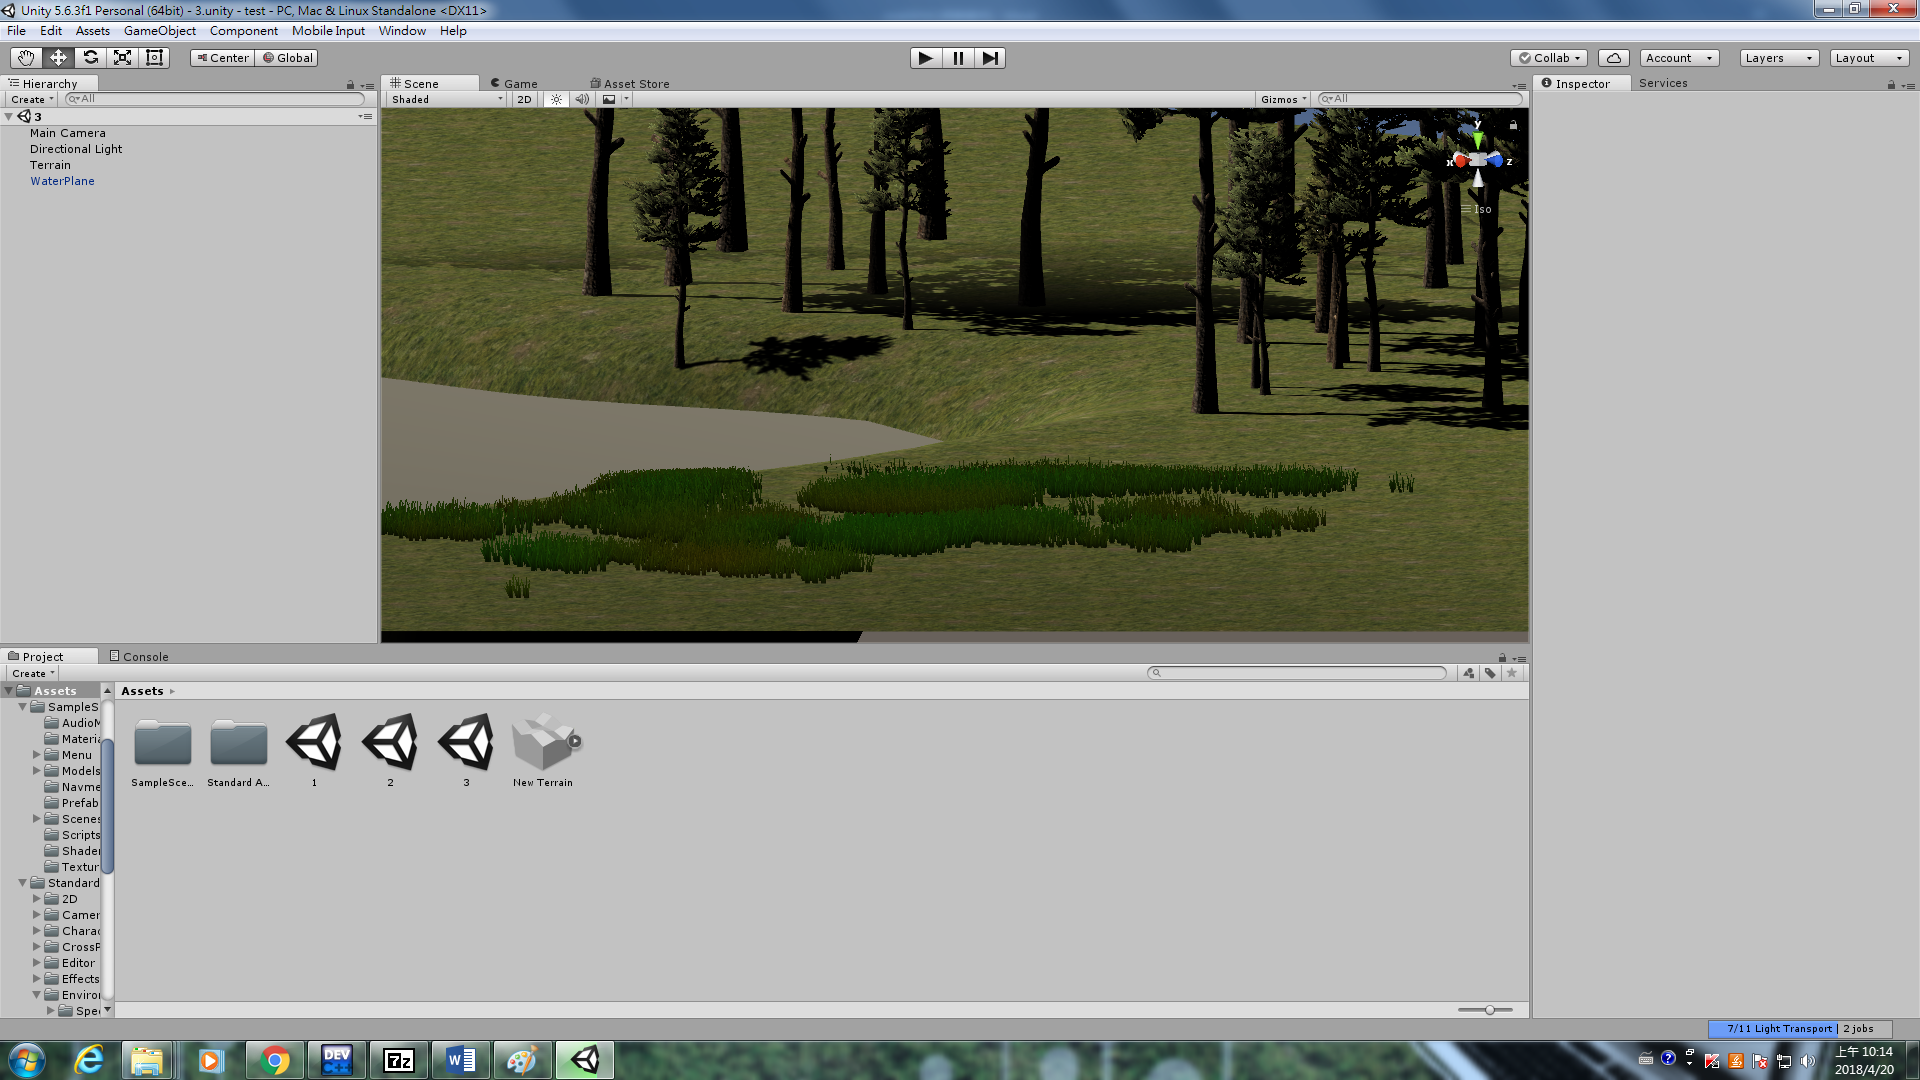 Unity 5.6.3f1 Personal (64bit) - 3.unity - test - PC, Mac & Linux Standalone <DX11>
File Edit Assets GameObject Component Mobile Input Window Help
Center Global Collab Account Layers Layout
Hierarchy Scene Game Asset Store Inspector Services
Create All Shaded 2D Gizmos All
3
Main Camera
Directional Light
Terrain
WaterPlane
y
x z
Iso
Project Console
Create
Assets
SampleS
AudioM
Materia
Menu
Models
Navme
Prefab
Scenes
Scripts
Shader
Textur
Standard
2D
Camer
Charac
CrossP
Editor
Effects
Enviro
Spe
Assets
SampleSce... Standard A... 1 2 3 New Terrain
7/11 Light Transport | 2 jobs
DEV C++ 7z W
上午 10:14
2018/4/20